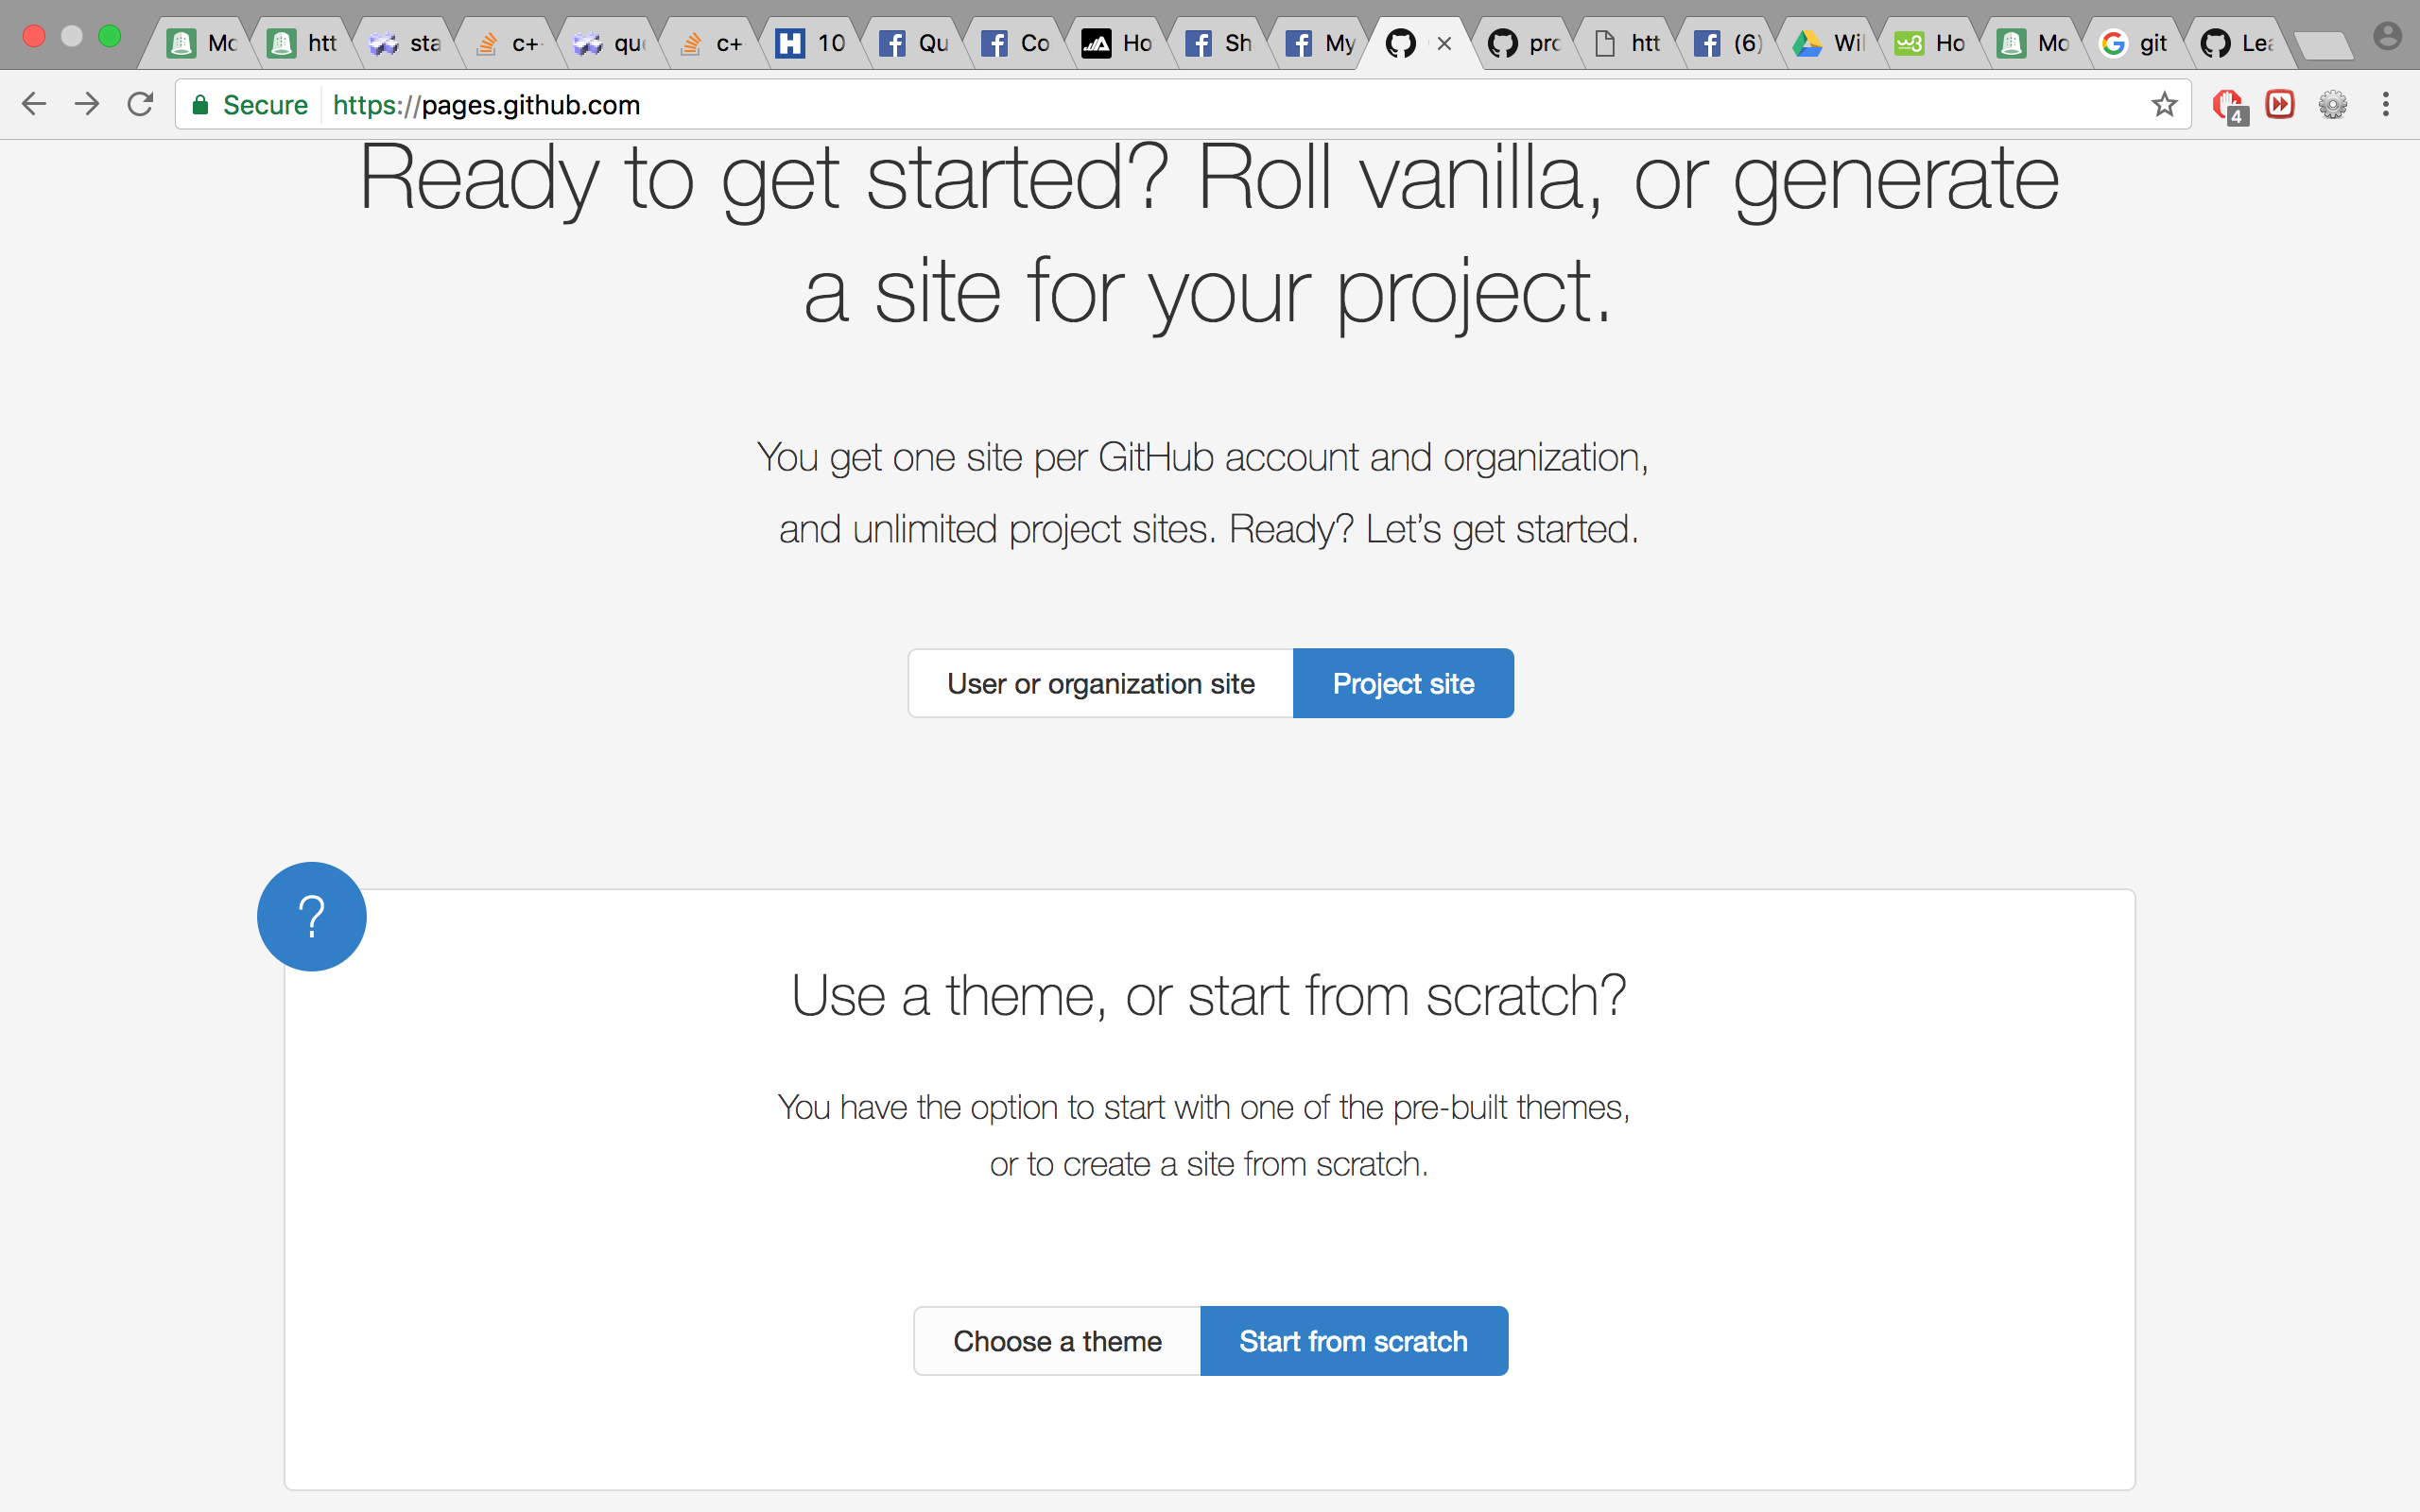 Mc htt sta c+ que c+ 10 Qu Co Ho Sh My pro htt (6) Wil Ho Mo git Lea
Secure https://pages.github.com
4
Ready to get started? Roll vanilla, or generate
a site for your project.
You get one site per GitHub account and organization,
and unlimited project sites. Ready? Let’s get started.
User or organization site Project site
?
Use a theme, or start from scratch?
You have the option to start with one of the pre-built themes,
or to create a site from scratch.
Choose a theme Start from scratch